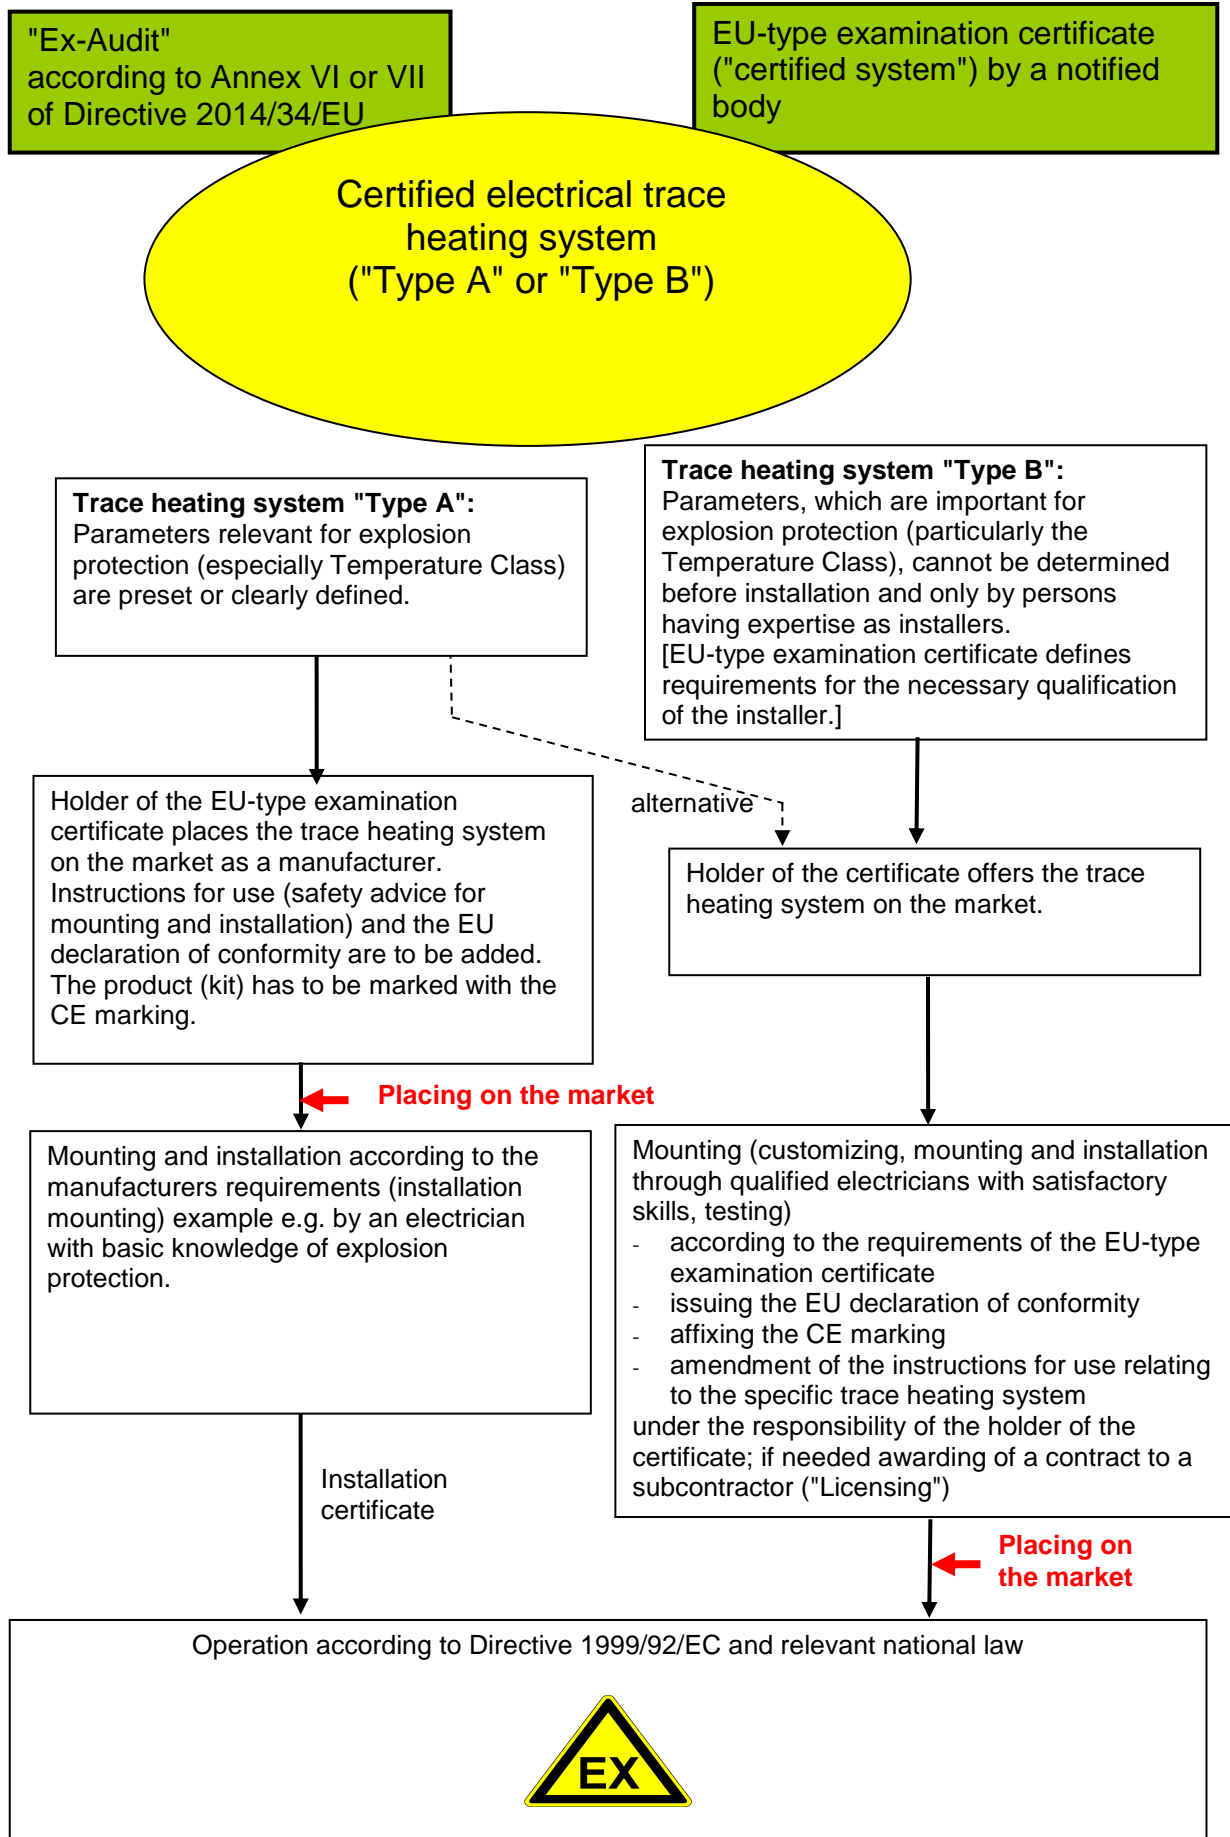 "Ex-Audit"
according to Annex VI or VII
of Directive 2014/34/EU
EU-type examination certificate
("certified system") by a notified
body
Certified electrical trace
heating system
("Type A" or "Type B")
Trace heating system "Type A":
Parameters relevant for explosion
protection (especially Temperature Class)
are preset or clearly defined.
Trace heating system "Type B":
Parameters, which are important for
explosion protection (particularly the
Temperature Class), cannot be determined
before installation and only by persons
having expertise as installers.
[EU-type examination certificate defines
requirements for the necessary qualification
of the installer.]
Holder of the EU-type examination
certificate places the trace heating system
on the market as a manufacturer.
Instructions for use (safety advice for
mounting and installation) and the EU
declaration of conformity are to be added.
The product (kit) has to be marked with the
CE marking.
alternative
Holder of the certificate offers the trace
heating system on the market.
Placing on the market
Mounting and installation according to the
manufacturers requirements (installation
mounting) example e.g. by an electrician
with basic knowledge of explosion
protection.
Mounting (customizing, mounting and installation
through qualified electricians with satisfactory
skills, testing)
- according to the requirements of the EU-type
examination certificate
- issuing the EU declaration of conformity
- affixing the CE marking
- amendment of the instructions for use relating
to the specific trace heating system
under the responsibility of the holder of the
certificate; if needed awarding of a contract to a
subcontractor ("Licensing")
Installation
certificate
Placing on
the market
Operation according to Directive 1999/92/EC and relevant national law
EX